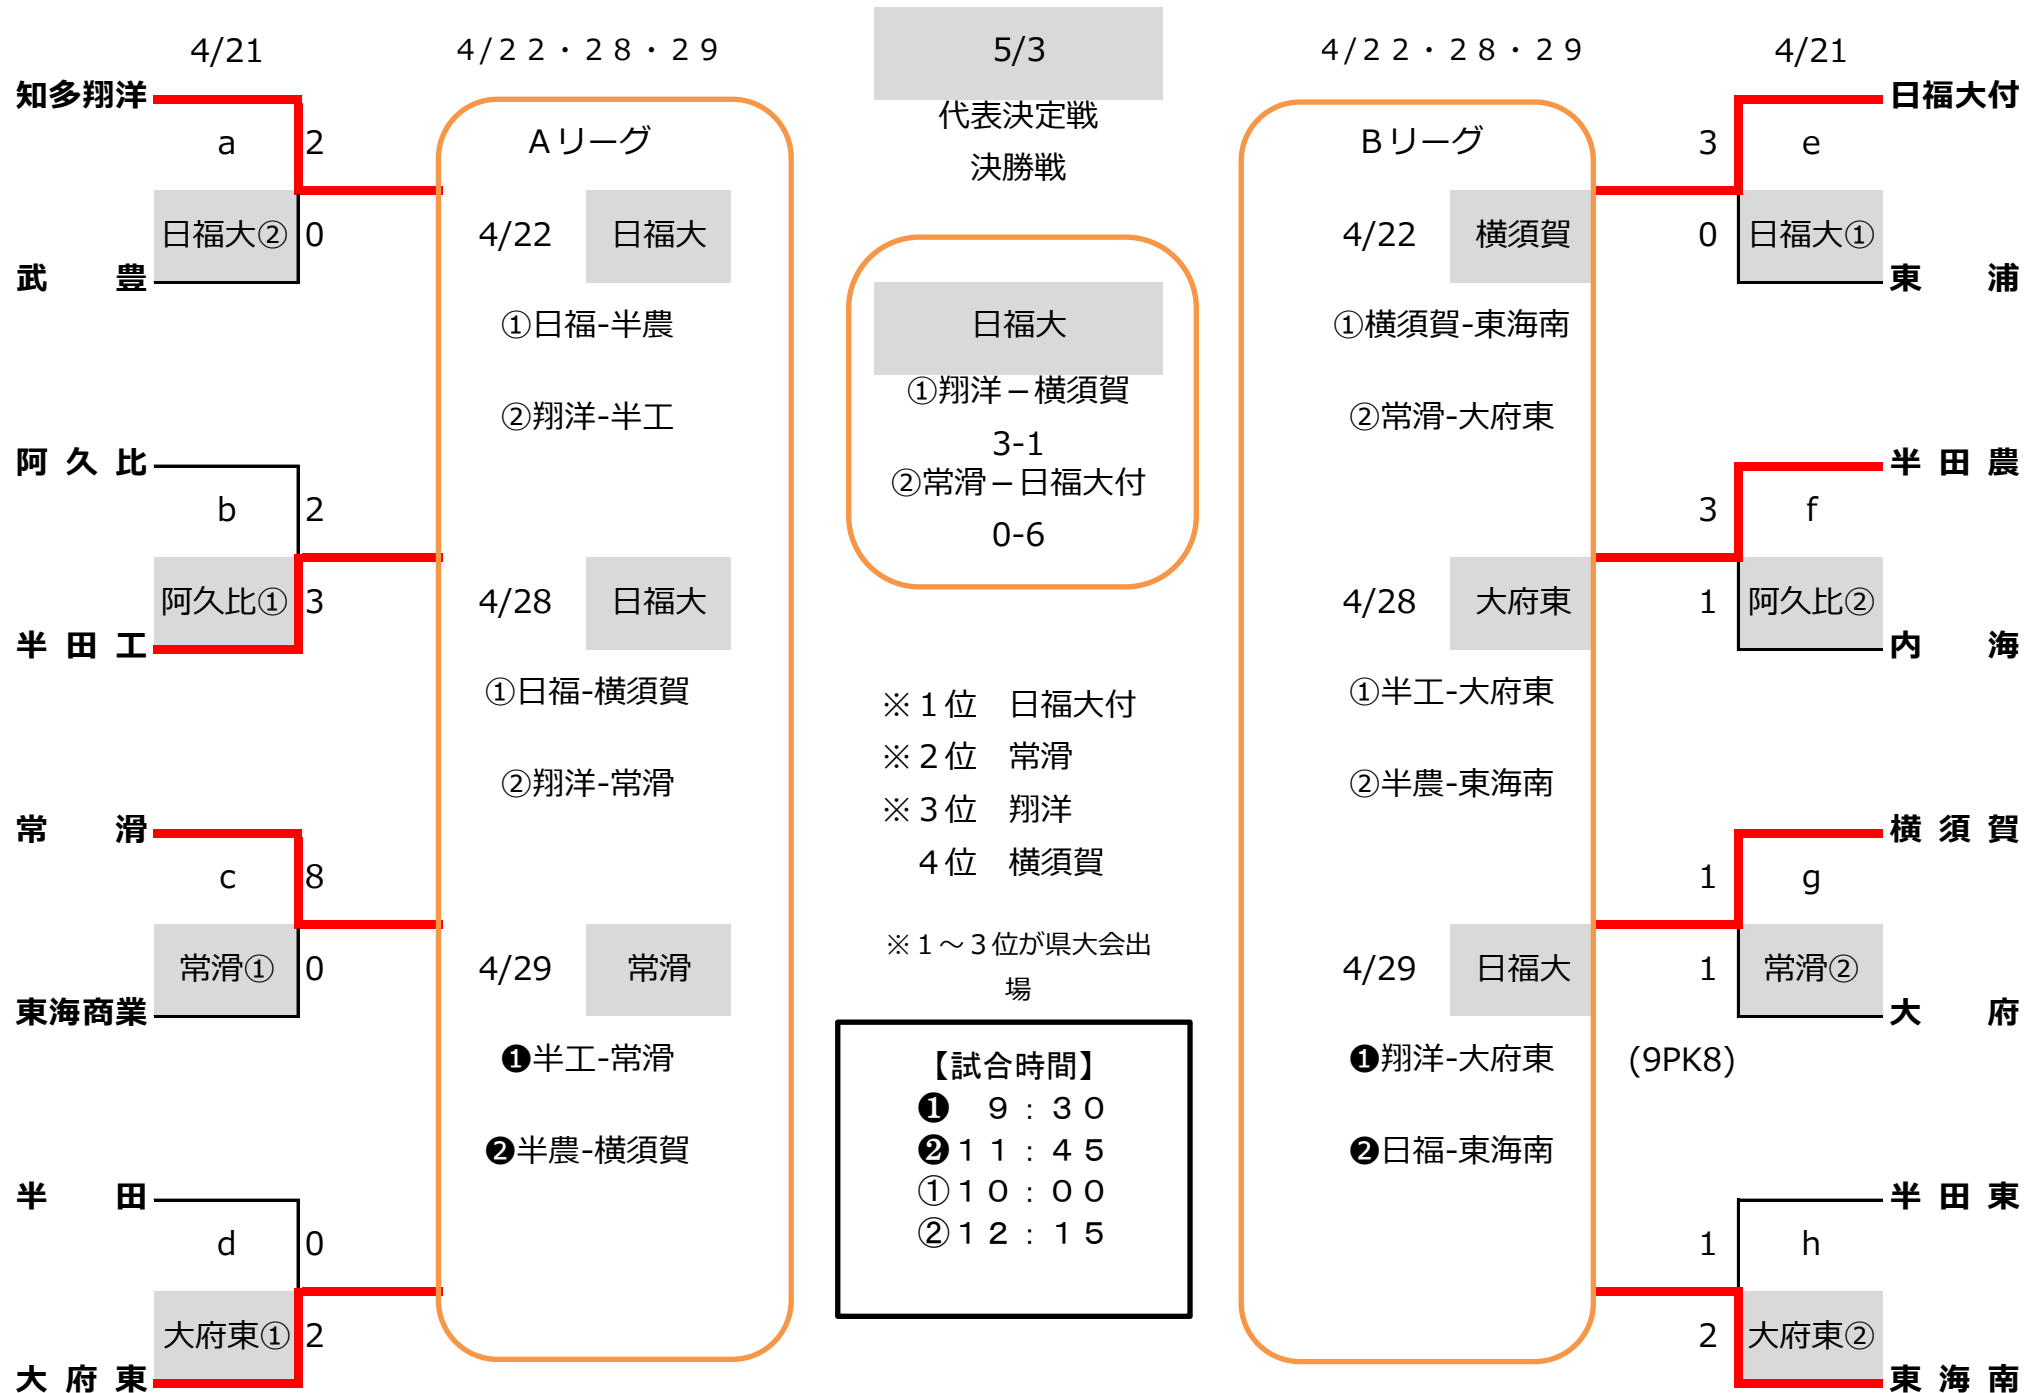 4/21
4/22・28・29
5/3
4/22・28・29
4/21
知多翔洋
a
2
日福大②
0
武　豊
阿久比
b
2
阿久比①
3
半田工
常　滑
c
8
常滑①
0
東海商業
半　田
d
0
大府東①
2
大府東
Aリーグ
4/22 日福大
①日福-半農
②翔洋-半工
4/28 日福大
①日福-横須賀
②翔洋-常滑
4/29 常滑
❶半工-常滑
❷半農-横須賀
代表決定戦
決勝戦
日福大
①翔洋－横須賀
3-1
②常滑－日福大付
0-6
※１位　日福大付
※２位　常滑
※３位　翔洋
４位　横須賀
※１～３位が県大会出
場
【試合時間】
❶　９：３０
❷１１：４５
①１０：００
②１２：１５
Bリーグ
4/22 横須賀
①横須賀-東海南
②常滑-大府東
4/28 大府東
①半工-大府東
②半農-東海南
4/29 日福大
❶翔洋-大府東
❷日福-東海南
日福大付
3
e
0
日福大①
東　浦
半田農
3
f
1
阿久比②
内　海
横須賀
1
g
1
常滑②
大　府
(9PK8)
半田東
1
h
2
大府東②
東海南